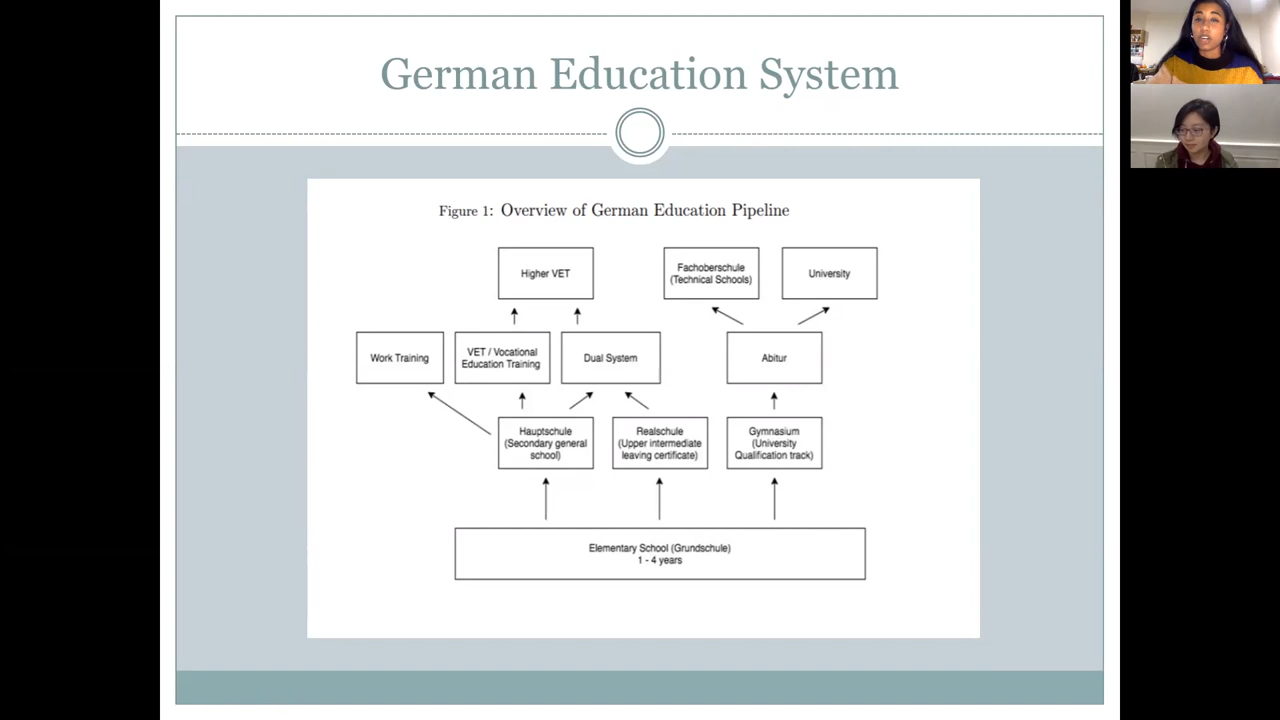 German Education System
Figure 1: Overview of German Education Pipeline
Higher VET
Fachoberschule
(Technical Schools)
University
Work Training
VET / Vocational
Education Training
Dual System
Abitur
Hauptschule
(Secondary general
school)
Realschule
(Upper intermediate
leaving certificate)
Gymnasium
(University
Qualification track)
Elementary School (Grundschule)
1 - 4 years